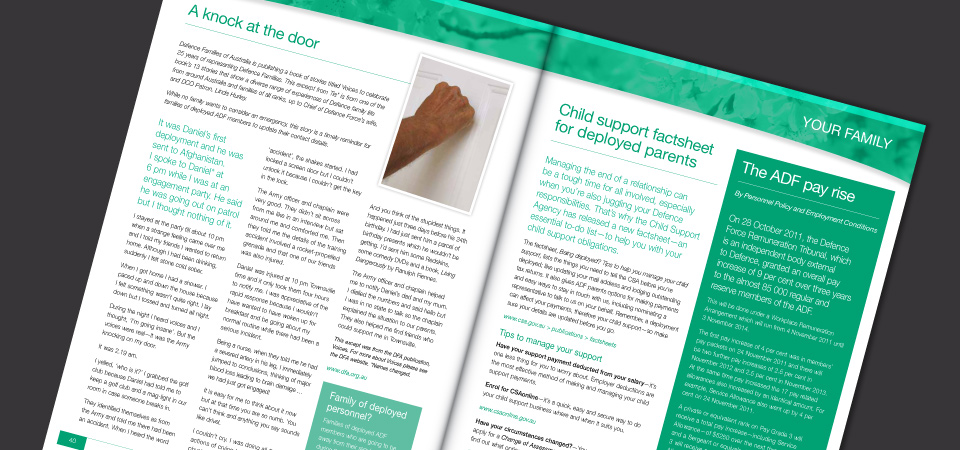 A knock at the door
Defence Families of Australia is publishing a book of stories titled Voices to celebrate
25 years of representing Defence Families. This excerpt from 'Tis" is from one of the
book's 13 stories that show a diverse range of experiences of Defence family life
from around Australia and families of all ranks, up to Chief of Defence Force's wife,
and DCO Patron, Linda Hurley.
While no family wants to consider an emergency, this story is a timely reminder for
families of deployed ADF members to update their contact details.
It was Daniel's first
deployment and he was
sent to Afghanistan.
I spoke to Daniel* at
6 pm while I was at an
engagement party. He said
he was going out on patrol
but I thought nothing of it.
I stayed at the party till about 10 pm
when a strange feeling came over me
and I told my friends I wanted to return
home. Although I had been drinking,
suddenly I felt stone cold sober.
When I got home I had a shower. I
paced up and down the house because
I felt something wasn't quite right. I lay
down but I tossed and turned all night.
During the night I heard voices and I
thought, 'I'm going insane'. But the
voices were real—it was the Army
knocking on my door.
It was 2.19 am.
I yelled, 'who is it?' I grabbed the golf
club because Daniel had told me to
keep a golf club and a mag-light in our
room in case someone breaks in.
They identified themselves as from
the Army and told me there had been
an accident. When I heard the word
40
'accident', the shakes started. I had
locked a screen door but I couldn't
unlock it because I couldn't get the key
in the lock.
The Army officer and chaplain were
very good. They didn't sit across
from me like in an interview but sat
around me and comforted me. Then
they told me the details of the training
accident involved a rocket-propelled
grenade and that one of our friends
was also injured.
Daniel was injured at 10 pm Townsville
time and it only took them four hours
to notify me. I was appreciative of the
rapid response because I wouldn't
have wanted to have woken up for
breakfast and be going about my
normal routine while there had been a
serious incident.
Being a nurse, when they told me he had
a severed artery in his leg, I immediately
jumped to conclusions, thinking of major
blood loss leading to brain damage …
we had just got engaged!
It is easy for me to think about it now
but at that time you are so numb. You
can't think and anything you say sounds
like drivel.
I couldn't cry. I was doing all
actions of crying
And you think of the stupidest things. It
happened just three days before his 24th
birthday. I had just sent him a parcel of
birthday presents which he wouldn't be
getting. I'd sent him some Redskins,
some comedy DVDs and a book, Living
Dangerously by Ranulph Fiennes.
The Army officer and chaplain helped
me to notify Daniel's dad and my mum.
I dialled the numbers and said hello but
I was in no state to talk so the chaplain
explained the situation to our parents.
They also helped me find friends who
could support me in Townsville.
This except was from the DFA publication,
Voices. For more about Voices please see
the DFA website. *Names changed.
www.dfa.org.au
Family of deployed
personnel?
Families of deployed ADF
members who are going to be
away from their
YOUR FAMILY
Child support factsheet
for deployed parents
Managing the end of a relationship can
be a tough time for all involved, especially
when you're also juggling your Defence
responsibilities. That's why the Child Support
Agency has released a new factsheet—an
essential to-do list—to help you with your
child support obligations.
The factsheet, Being deployed? Tips to help you manage your child
support, lists the things you need to tell the CSA before you're
deployed, like updating your mail address and lodging outstanding
tax returns. It also gives ADF parents options for making payments
and easy ways to stay in touch with us, including nominating a
representative to talk to us on your behalf. Remember, a deployment
can affect your payments, therefore your child support—so make
sure your details are updated before you go.
www.csa.gov.au > publications > factsheets
Tips to manage your support
Have your support payment deducted from your salary—it's
one less thing for you to worry about. Employer deductions are
the most effective method of making and managing your child
support payments.
Enrol for CSAonline—it's a quick, easy and secure way to do
your child support business where and when it suits you.
www.csaonline.gov.au
Have your circumstances changed?
apply for a Change of Assessment
find out what
The ADF pay rise
By Personnel Policy and Employment Conditions
On 28 October 2011, the Defence
Force Remuneration Tribunal, which
is an independent body external
to Defence, granted an overall pay
increase of 9 per cent over three years
to the almost 85 000 regular and
reserve members of the ADF.
This will be done under a Workplace Remuneration
Arrangement which will run from 4 November 2011 until
3 November 2014.
The first pay increase of 4 per cent was in members'
pay packets on 24 November 2011 and there will
be two further pay increases of 2.5 per cent in
November 2012 and 2.5 per cent in November 2013.
At the same time pay increased the 17 pay related
allowances also increased by an identical amount. For
example, Service Allowance also went up by 4 per
cent on 24 November 2011.
A private or equivalent rank on Pay Grade 3 will
receive a total pay increase—including Service
Allowance – of $5250 over the next
and a Sergeant or equivalent